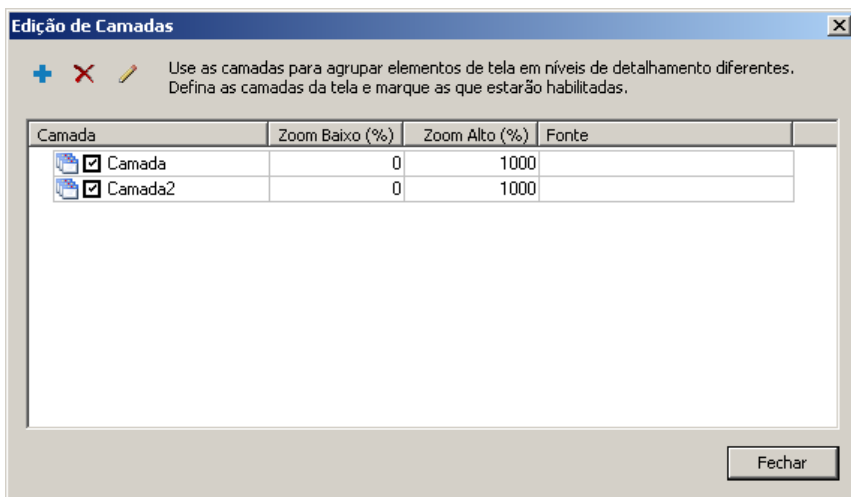 Edição de Camadas
Use as camadas para agrupar elementos de tela em níveis de detalhamento diferentes.
Defina as camadas da tela e marque as que estarão habilitadas.
Camada Zoom Baixo (%) Zoom Alto (%) Fonte
Camada 0 1000
Camada2 0 1000
Fechar